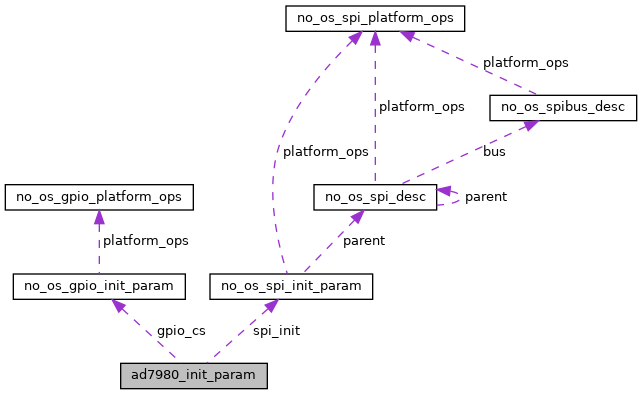 no_os_spi_platform_ops
platform_ops
no_os_spibus_desc
platform_ops
platform_ops
bus
no_os_gpio_platform_ops
no_os_spi_desc
parent
platform_ops
parent
no_os_gpio_init_param
no_os_spi_init_param
gpio_cs
spi_init
ad7980_init_param